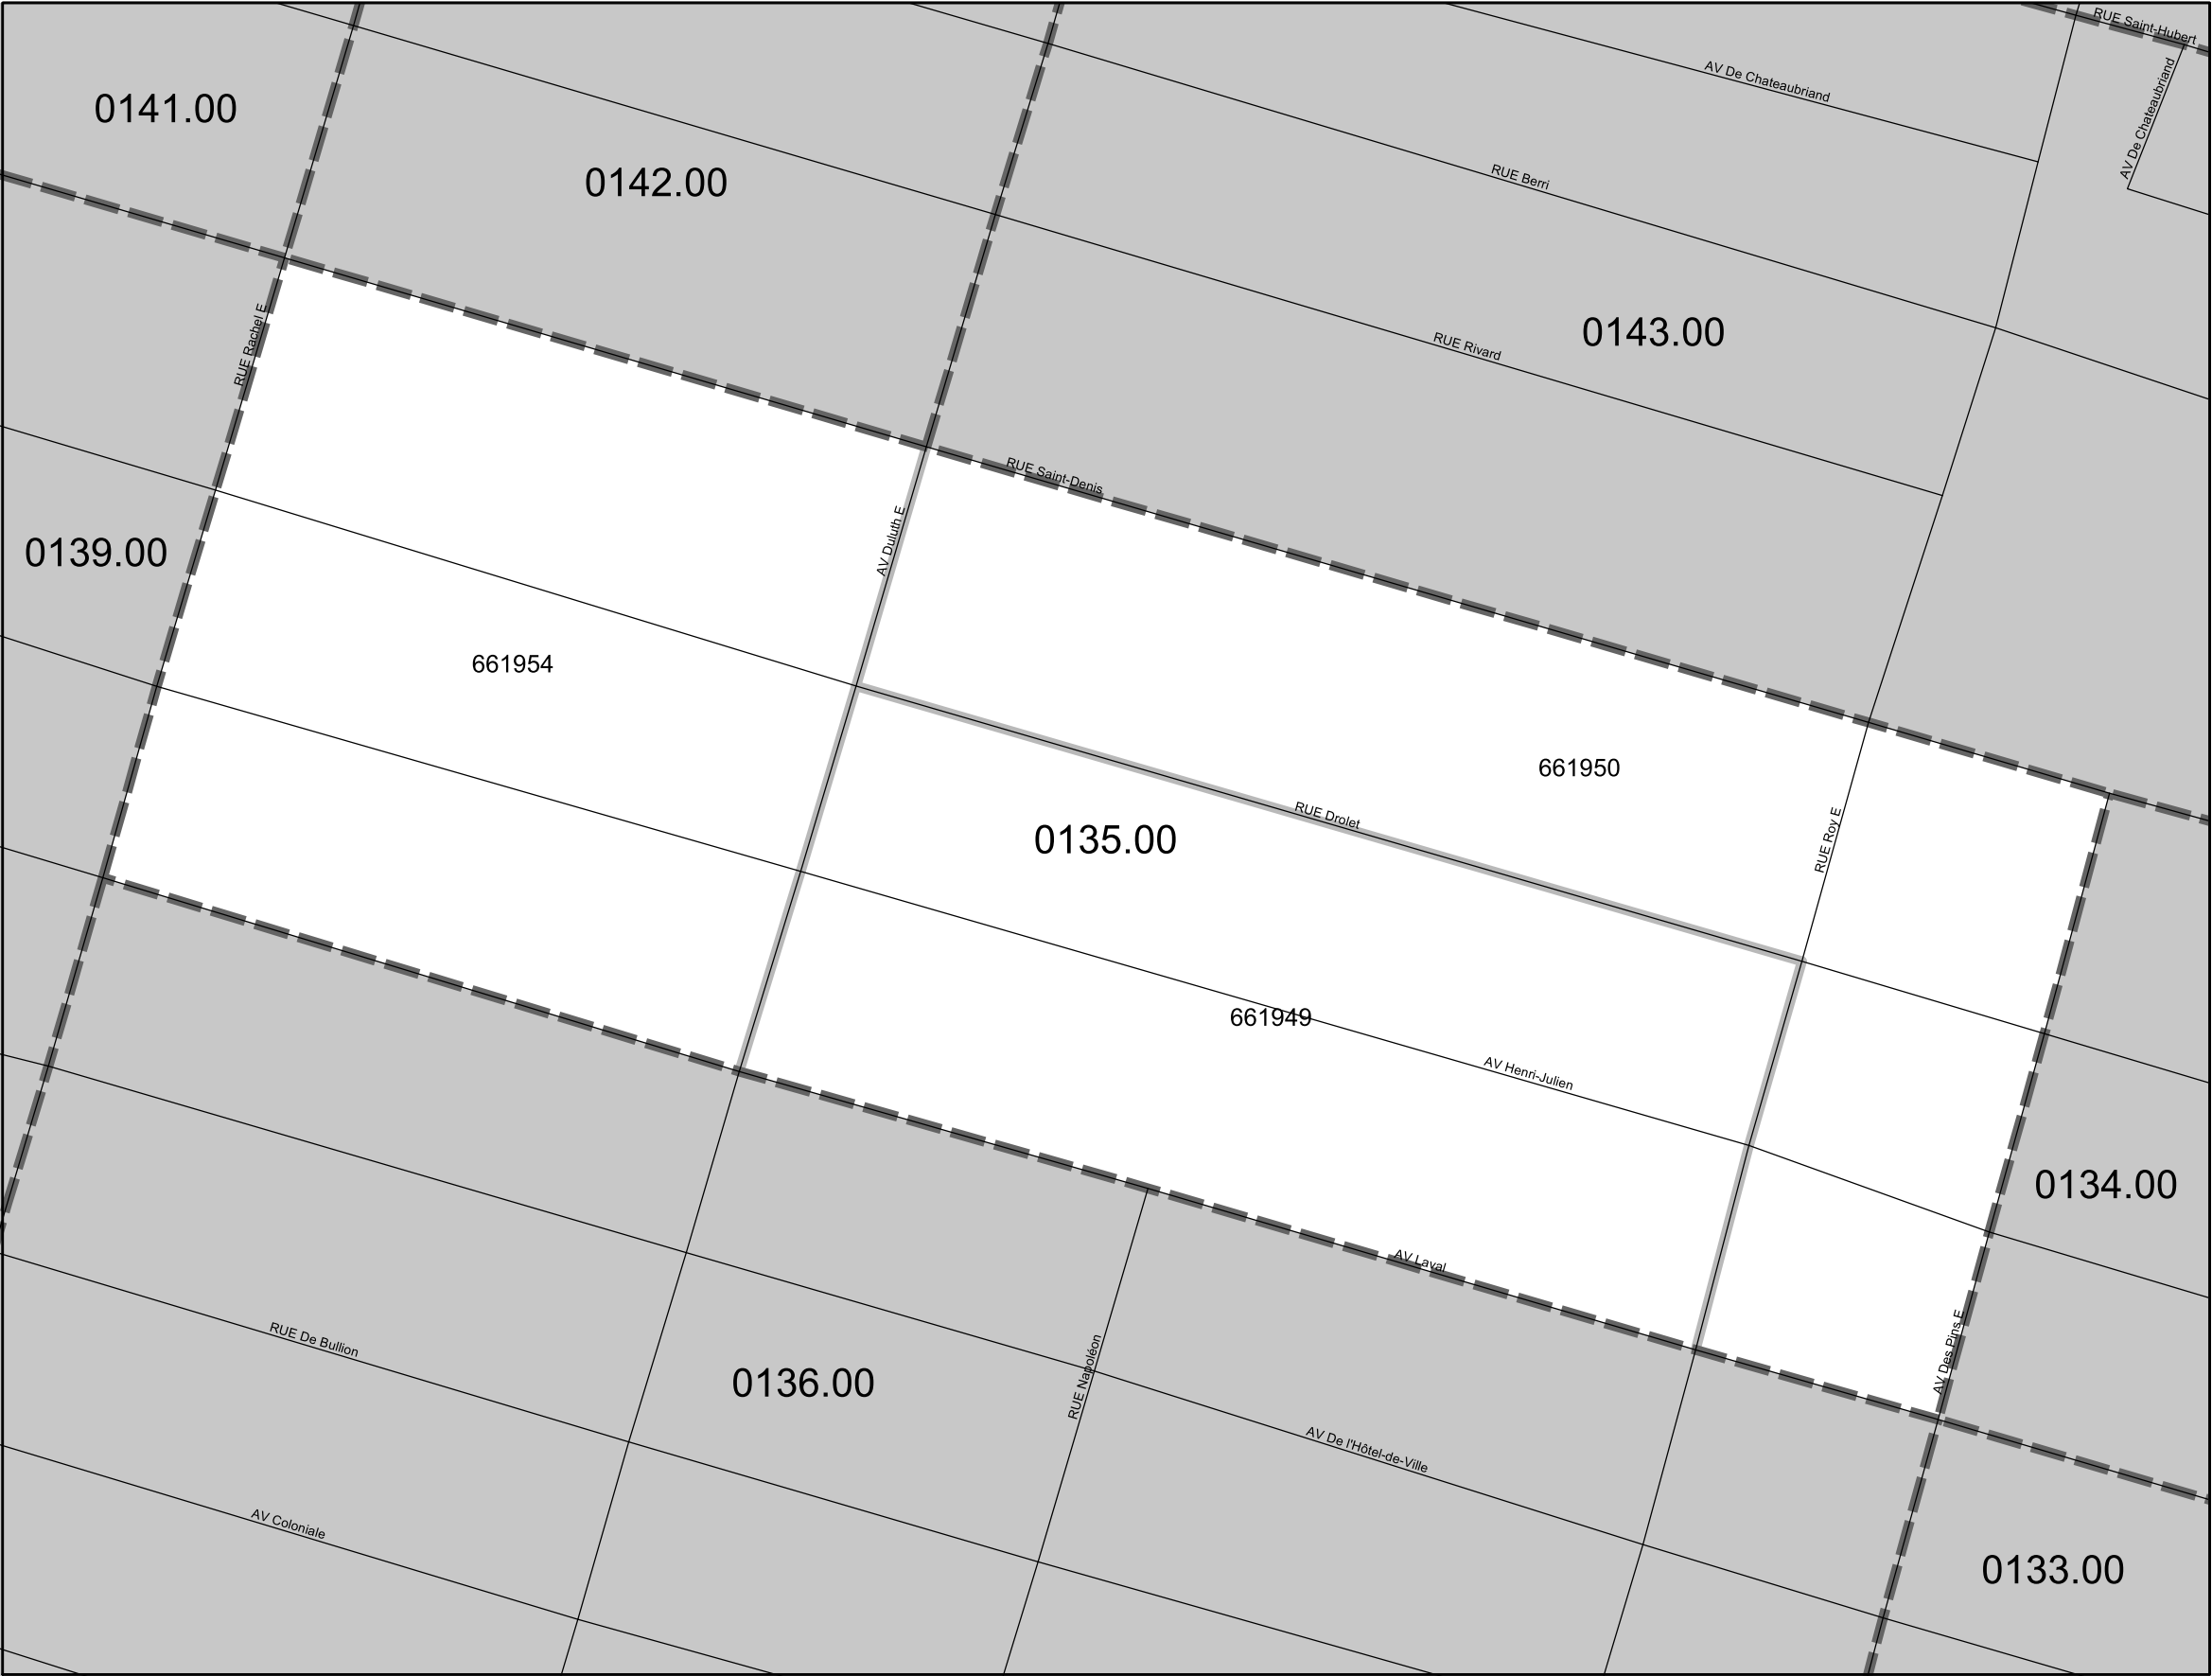 RUE Saint-Hubert
AV De Chateaubriand
AV De Chateaubriand
0141.00
0142.00
RUE Berri
RUE Rachel E
0143.00
RUE Rivard
RUE Saint-Denis
AV Duluth E
0139.00
661954
661950
RUE Drolet
RUE Roy E
0135.00
661949
AV Henri-Julien
0134.00
AV Laval
AV Des Pins E
RUE De Bullion
RUE Napoléon
0136.00
AV De l'Hôtel-de-Ville
AV Coloniale
0133.00